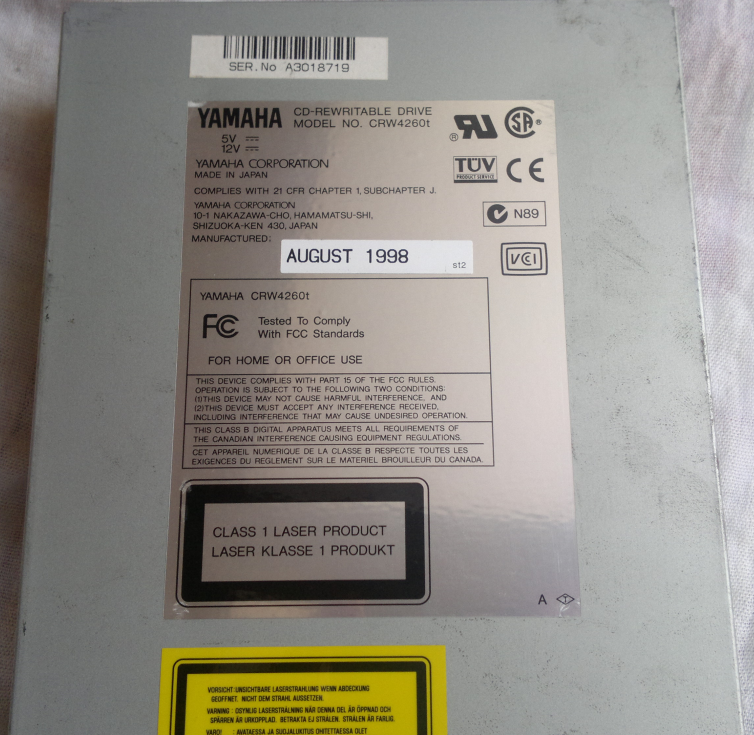 SER.No A3018719
YAMAHA CD-REWRITABLE DRIVE
MODEL NO. CRW4260t
5V
12V
YAMAHA CORPORATION
MADE IN JAPAN
COMPLIES WITH 21 CFR CHAPTER 1, SUBCHAPTER J.
YAMAHA CORPORATION
10-1 NAKAZAWA-CHO, HAMAMATSU-SHI,
SHIZUOKA-KEN 430, JAPAN
MANUFACTURED:
AUGUST 1998
st2
RU ® SA ®
TÜV
PRODUCT SERVICE
CE
N89
VCI
YAMAHA CRW4260t
FC Tested To Comply
With FCC Standards
FOR HOME OR OFFICE USE
THIS DEVICE COMPLIES WITH PART 15 OF THE FCC RULES.
OPERATION IS SUBJECT TO THE FOLLOWING TWO CONDITIONS:
(1)THIS DEVICE MAY NOT CAUSE HARMFUL INTERFERENCE, AND
(2)THIS DEVICE MUST ACCEPT ANY INTERFERENCE RECEIVED,
INCLUDING INTERFERENCE THAT MAY CAUSE UNDESIRED OPERATION.
THIS CLASS B DIGITAL APPARATUS MEETS ALL REQUIREMENTS OF
THE CANADIAN INTERFERENCE CAUSING EQUIPMENT REGULATIONS.
CET APPAREIL NUMERIQUE DE LA CLASSE B RESPECTE TOUTES LES
EXIGENCES DU REGLEMENT SUR LE MATERIEL BROUILLEUR DU CANADA.
CLASS 1 LASER PRODUCT
LASER KLASSE 1 PRODUKT
A T
VORSICHT: UNSICHTBARE LASERSTRAHLUNG WENN ABDECKUNG
GEÖFFNET. NICHT DEM STRAHL AUSSETZEN.
VARNING : OSYNLIG LASERSTRÅLNING NÄR DENNA DEL ÄR ÖPPNAD OCH
SPÄRREN ÄR URKOPPLAD. BETRAKTA EJ STRÅLEN. STRÅLEN ÄR FARLIG.
VARO! : AVATAESSA JA SUOJALUKITUS OHITETTAESSA OLET